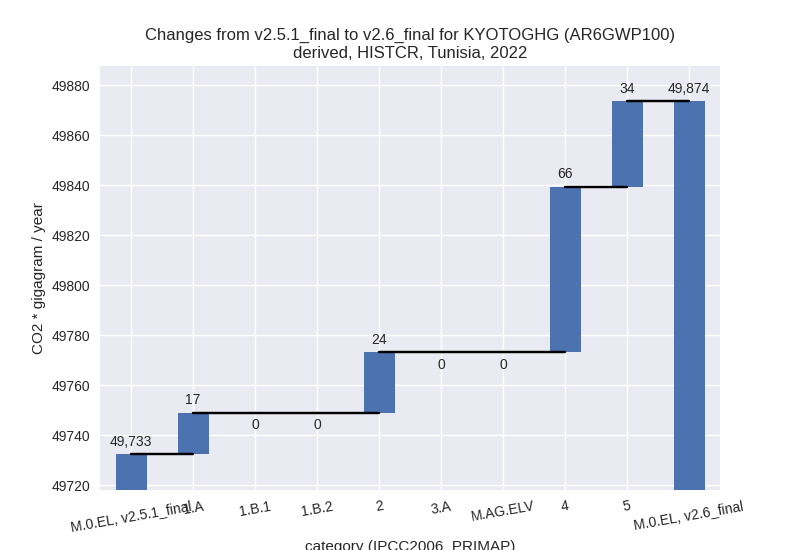 Changes from v2.5.1_final to v2.6_final for KYOTOGHG (AR6GWP100)
derived, HISTCR, Tunisia, 2022
CO2 * gigagram / year
49880
49860
49840
49820
49800
49780
49760
49740
49720
49,733
17
0
0
24
0
0
66
34
49,874
M.0.EL, v2.5.1_final
1.A
1.B.1
1.B.2
2
3.A
M.AG.ELV
4
5
M.0.EL, v2.6_final
category (IPCC2006_PRIMAP)